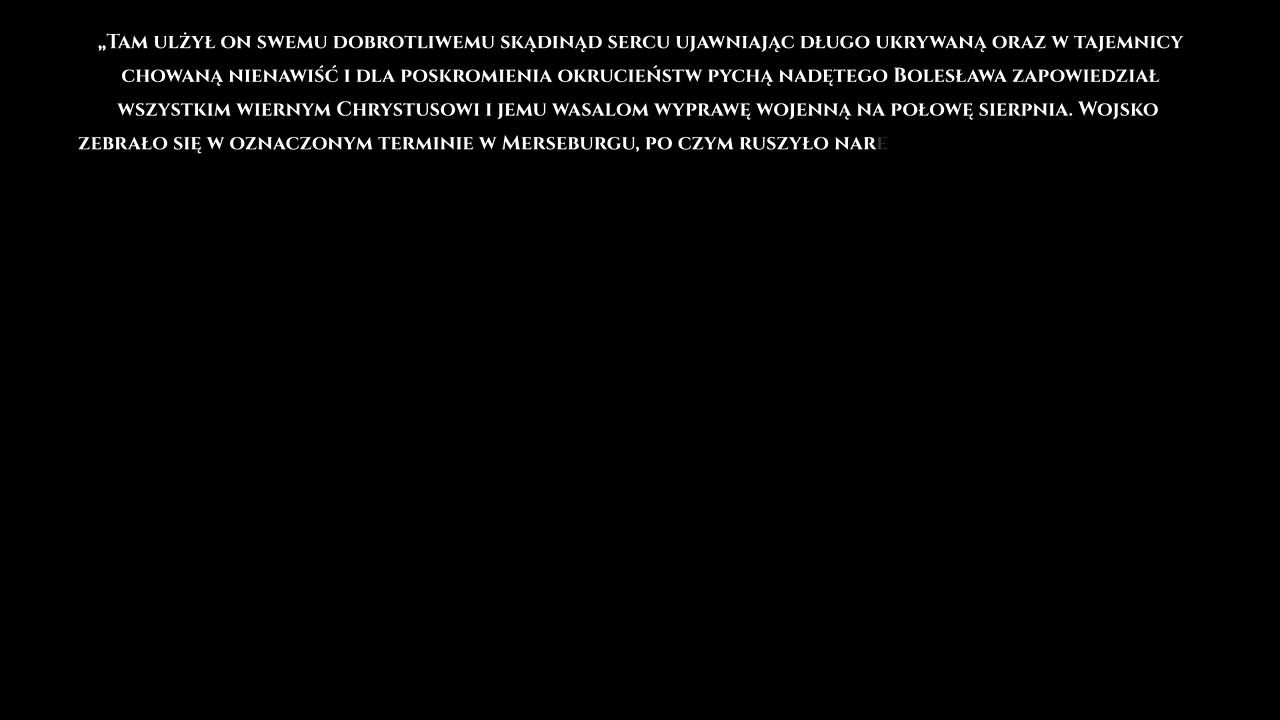 „Tam ulżył on swemu dobrotliwemu skądinąd sercu ujawniając długo ukrywaną oraz w tajemnicy
chowaną nienawiść i dla poskromienia okrucieństw pychą nadętego Bolesława zapowiedział
wszystkim wiernym Chrystusowi i jemu wasalom wyprawę wojenną na połowę sierpnia. Wojsko
zebrało się w oznaczonym terminie w Merseburgu, po czym ruszyło nare